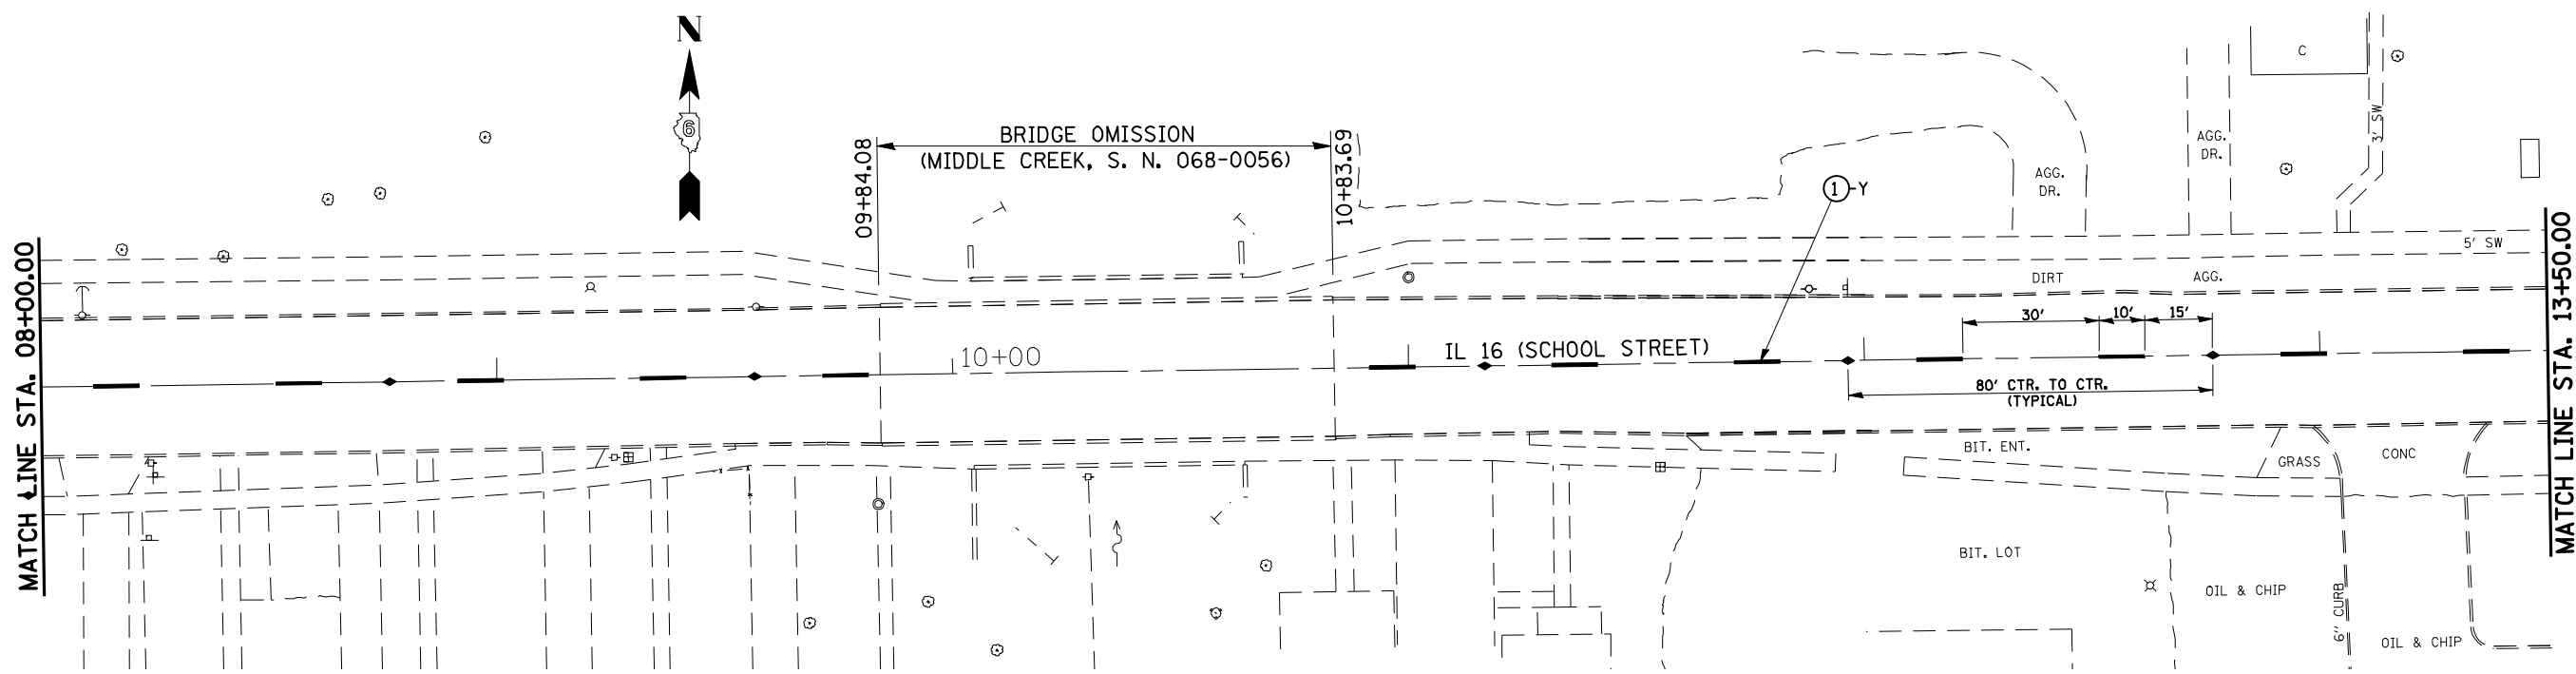 N
6
C
3' SW
BRIDGE OMISSION
(MIDDLE CREEK, S. N. 068-0056)
09+84.08
10+83.69
1-Y
AGG.
DR.
AGG.
DR.
MATCH LINE STA. 08+00.00
MATCH LINE STA. 13+50.00
5' SW
DIRT
AGG.
30'
10'
15'
10+00
IL 16 (SCHOOL STREET)
80' CTR. TO CTR.
(TYPICAL)
BIT. ENT.
GRASS
CONC
BIT. LOT
OIL & CHIP
6" CURB
OIL & CHIP